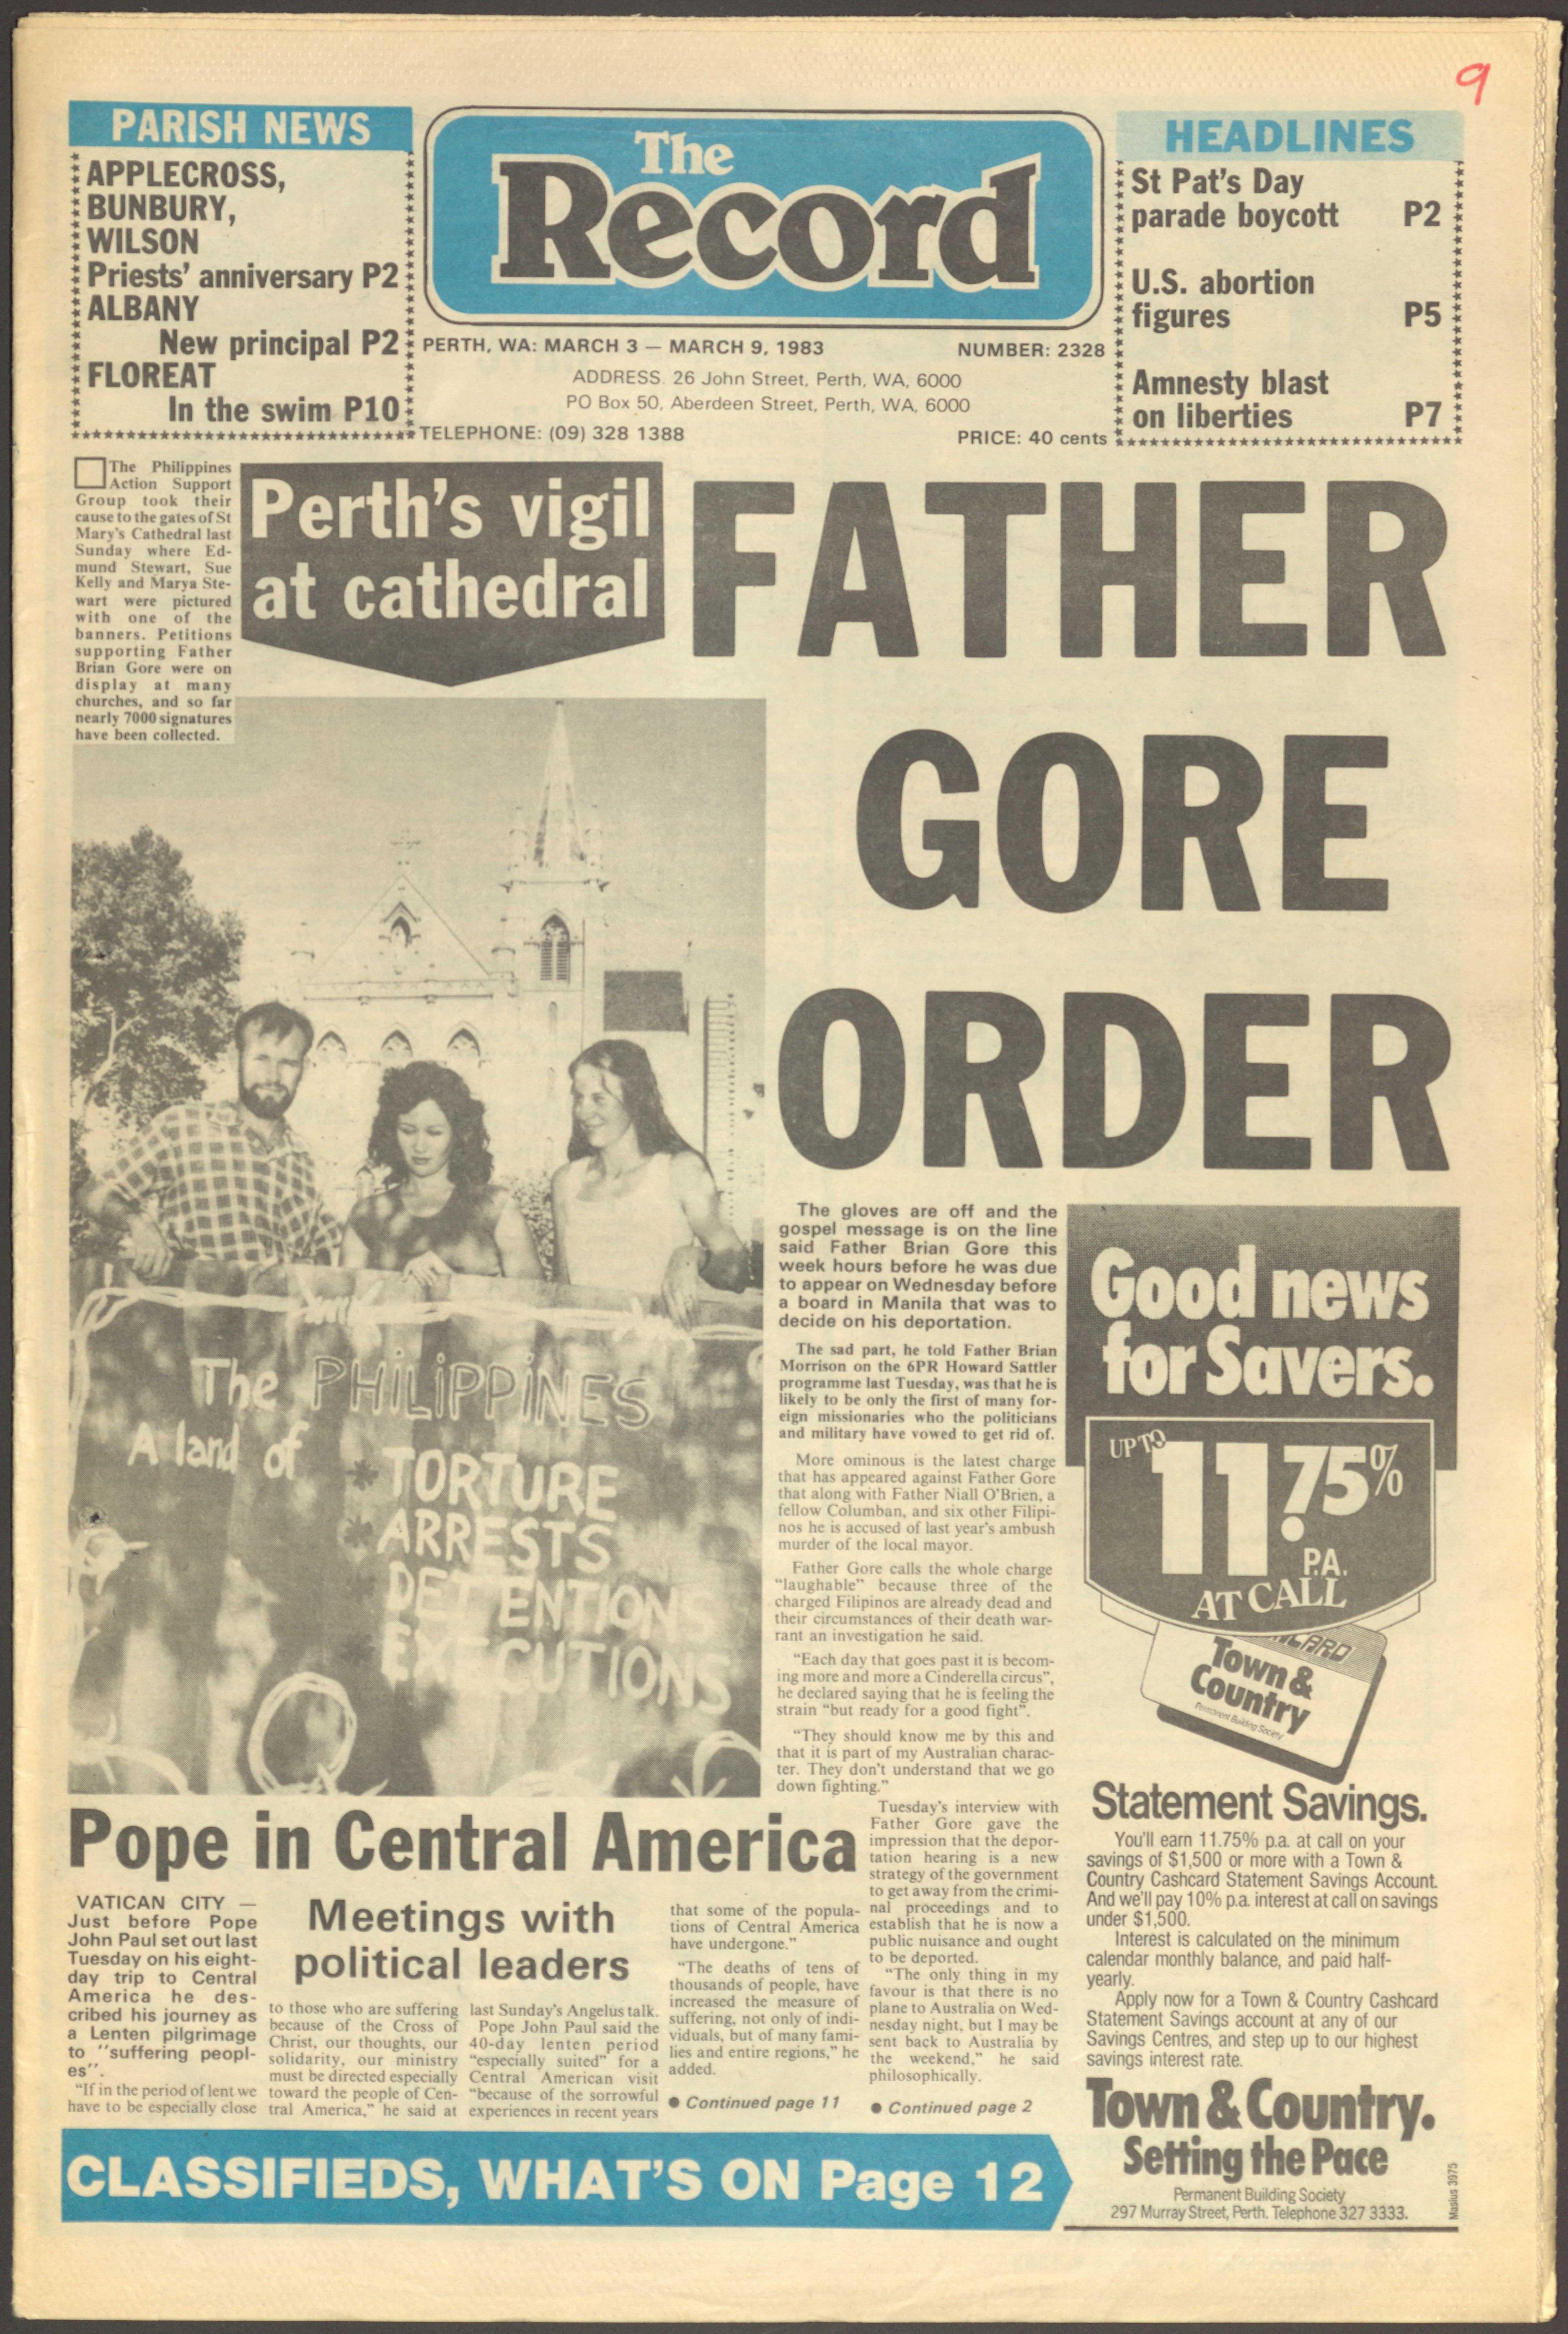 9
PARISH NEWS
APPLECROSS,
BUNBURY,
WILSON
Priests' anniversary P2
ALBANY
New principal P2
FLOREAT
In the swim P10
The
Record
PERTH, WA: MARCH 3 — MARCH 9, 1983
NUMBER: 2328
ADDRESS. 26 John Street, Perth, WA, 6000
PO Box 50, Aberdeen Street, Perth, WA, 6000
TELEPHONE: (09) 328 1388
PRICE: 40 cents
HEADLINES
St Pat's Day
parade boycott P2
U.S. abortion
figures P5
Amnesty blast
on liberties P7
The Philippines
Action Support
Group took their
cause to the gates of St
Mary's Cathedral last
Sunday where Ed-
mund Stewart, Sue
Kelly and Marya Ste-
wart were pictured
with one of the
banners. Petitions
supporting Father
Brian Gore were on
display at many
churches, and so far
nearly 7000 signatures
have been collected.
Perth's vigil
at cathedral
FATHER
GORE
ORDER
The PHILIPPINES
A land of
* TORTURE
* ARRESTS
DETENTION
* EXECUTIONS
The gloves are off and the
gospel message is on the line
said Father Brian Gore this
week hours before he was due
to appear on Wednesday before
a board in Manila that was to
decide on his deportation.
The sad part, he told Father Brian
Morrison on the 6PR Howard Sattler
programme last Tuesday, was that he is
likely to be only the first of many for-
eign missionaries who the politicians
and military have vowed to get rid of.
More ominous is the latest charge
that has appeared against Father Gore
that along with Father Niall O'Brien, a
fellow Columban, and six other Filipi-
nos he is accused of last year's ambush
murder of the local mayor.
Father Gore calls the whole charge
"laughable" because three of the
charged Filipinos are already dead and
their circumstances of their death war-
rant an investigation he said.
"Each day that goes past it is becom-
ing more and more a Cinderella circus",
he declared saying that he is feeling the
strain "but ready for a good fight".
"They should know me by this and
that it is part of my Australian charac-
ter. They don't understand that we go
down fighting."
Tuesday's interview with
Father Gore gave the
impression that the depor-
tation hearing is a new
strategy of the government
to get away from the crimi-
nal proceedings and to
establish that he is now a
public nuisance and ought
to be deported.
"The only thing in my
favour is that there is no
plane to Australia on Wed-
nesday night, but I may be
sent back to Australia by
the weekend," he said
philosophically.
● Continued page 2
Pope in Central America
Meetings with
political leaders
VATICAN CITY —
Just before Pope
John Paul set out last
Tuesday on his eight-
day trip to Central
America he des-
cribed his journey as
a Lenten pilgrimage
to "suffering peopl-
es".
"If in the period of lent we
have to be especially close
to those who are suffering
because of the Cross of
Christ, our thoughts, our
solidarity, our ministry
must be directed especially
toward the people of Cen-
tral America," he said at
last Sunday's Angelus talk.
Pope John Paul said the
40-day lenten period
"especially suited" for a
Central American visit
"because of the sorrowful
experiences in recent years
that some of the popula-
tions of Central America
have undergone."
"The deaths of tens of
thousands of people, have
increased the measure of
suffering, not only of indi-
viduals, but of many fami-
lies and entire regions," he
added.
● Continued page 11
CLASSIFIEDS, WHAT'S ON Page 12
Good news
for Savers.
UP TO
11.75%
P.A.
AT CALL
Town &
Country
Permanent Building Society
Statement Savings.
You'll earn 11.75% p.a. at call on your
savings of $1,500 or more with a Town &
Country Cashcard Statement Savings Account.
And we'll pay 10% p.a. interest at call on savings
under $1,500.
Interest is calculated on the minimum
calendar monthly balance, and paid half-
yearly.
Apply now for a Town & Country Cashcard
Statement Savings account at any of our
Savings Centres, and step up to our highest
savings interest rate.
Town & Country.
Setting the Pace
Permanent Building Society
297 Murray Street, Perth. Telephone 327 3333.
Masius 3975